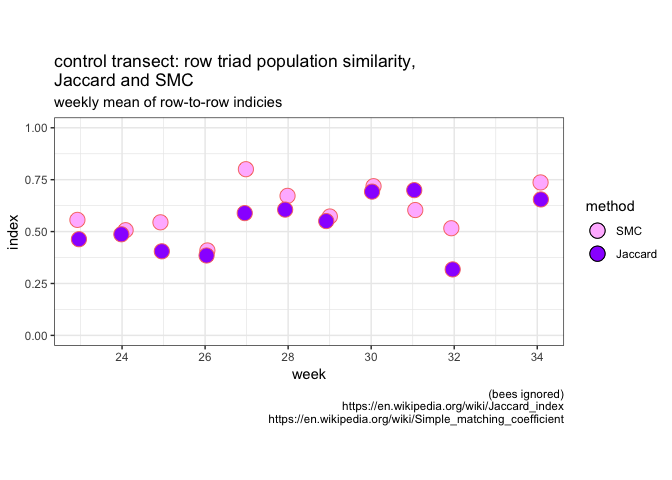 control transect: row triad population similarity,
Jaccard and SMC
weekly mean of row-to-row indicies
1.00
0.75
0.50
0.25
0.00
index
24 26 28 30 32 34
week
method
SMC
Jaccard
(bees ignored)
https://en.wikipedia.org/wiki/Jaccard_index
https://en.wikipedia.org/wiki/Simple_matching_coefficient